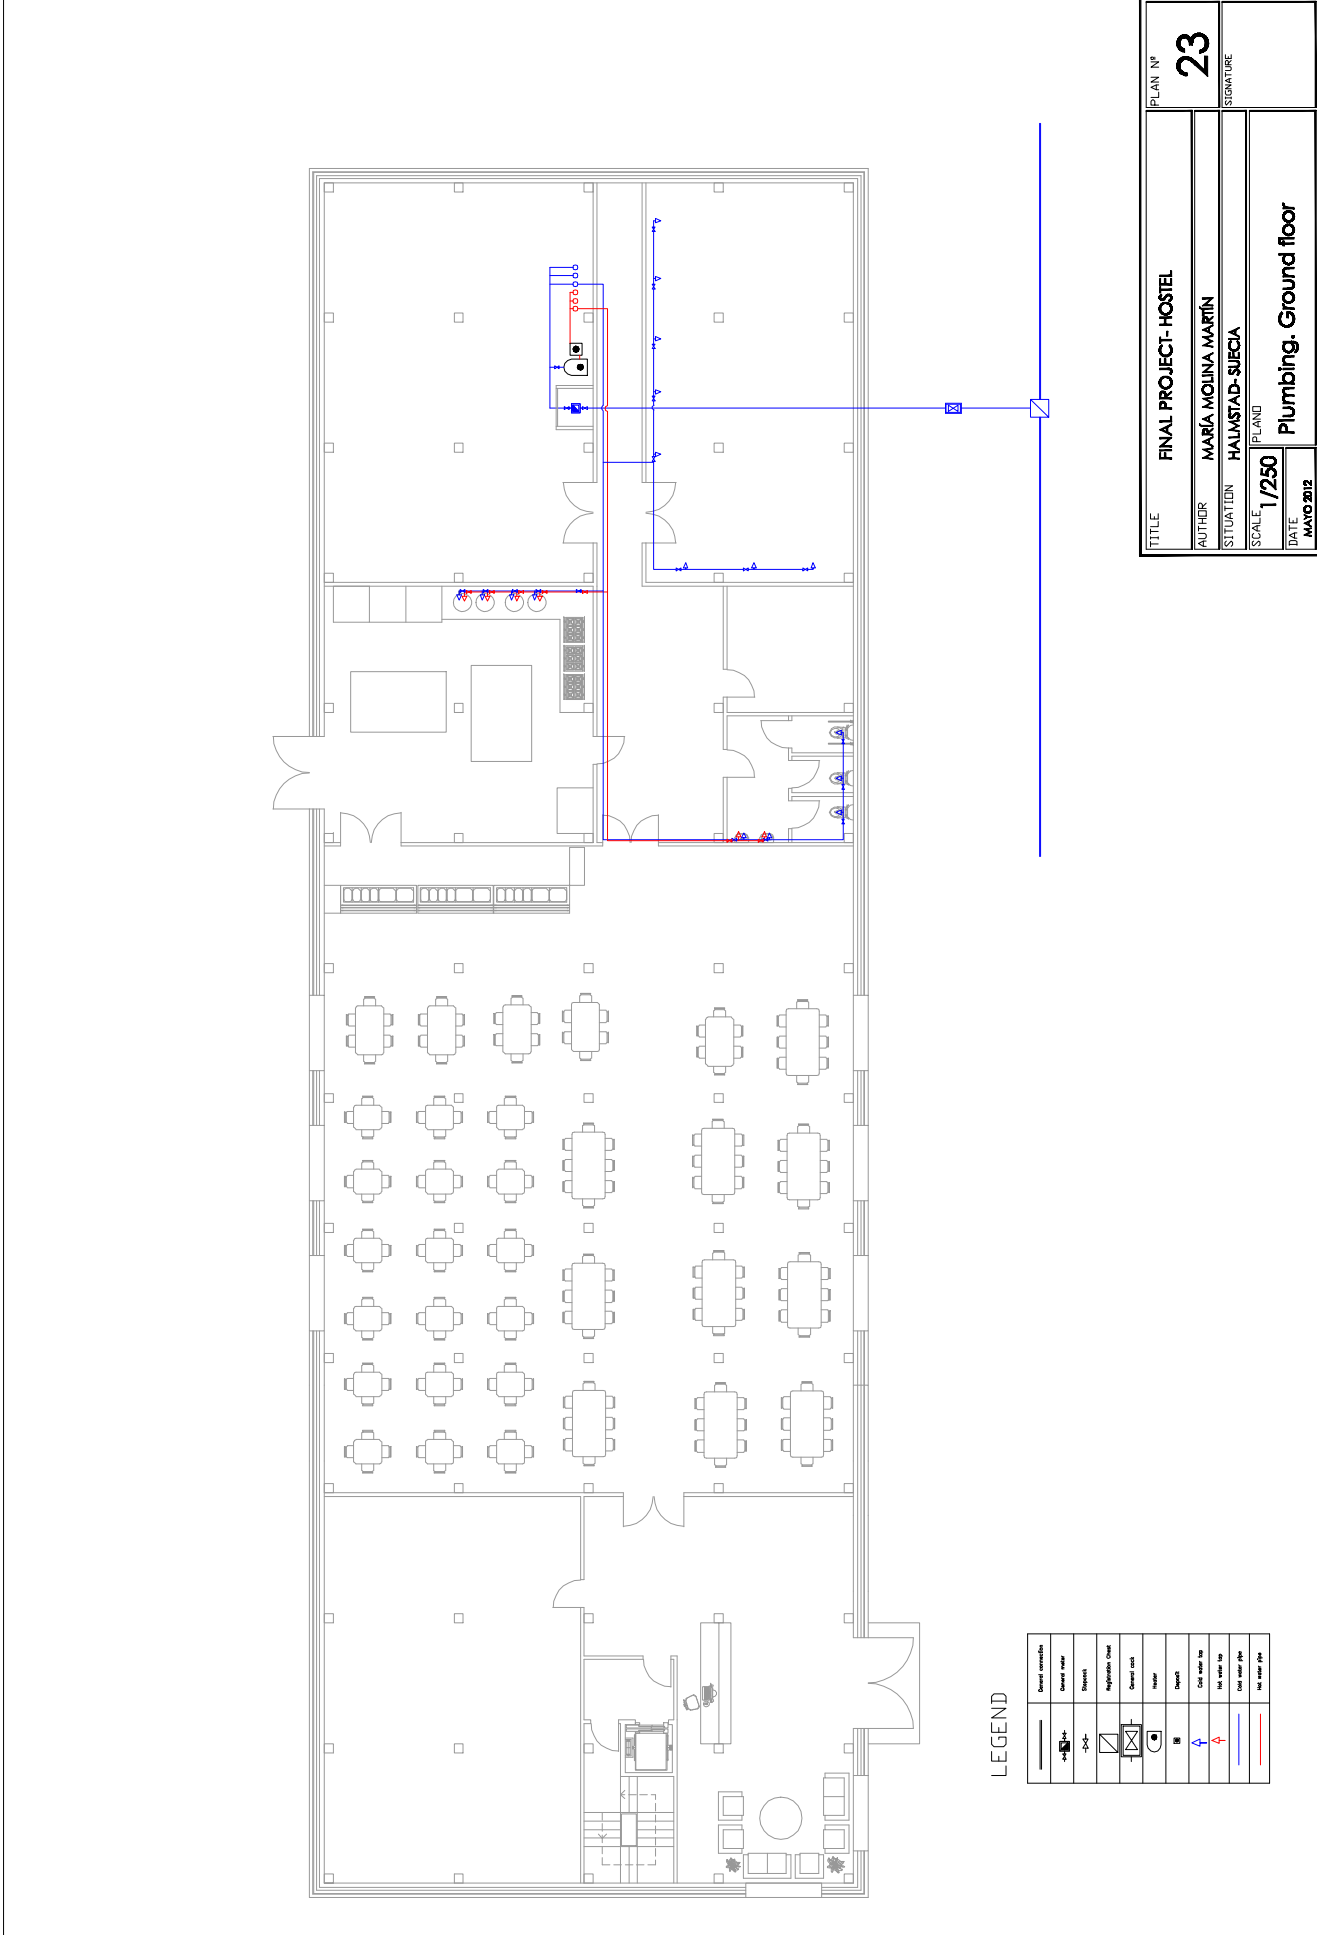 PLAN Nº
23
SIGNATURE
TITLE
FINAL PROJECT- HOSTEL
AUTHOR
MARÍA MOLINA MARTÍN
SITUATION
HALMSTAD- SUECIA
SCALE
1/250
PLANO
Plumbing. Ground floor
DATE
MAYO 2012
LEGEND
General connection
General meter
Stopcock
Registration Chest
General cock
Heater
Deposit
Cold water tap
Hot water tap
Cold water pipe
Hot water pipe